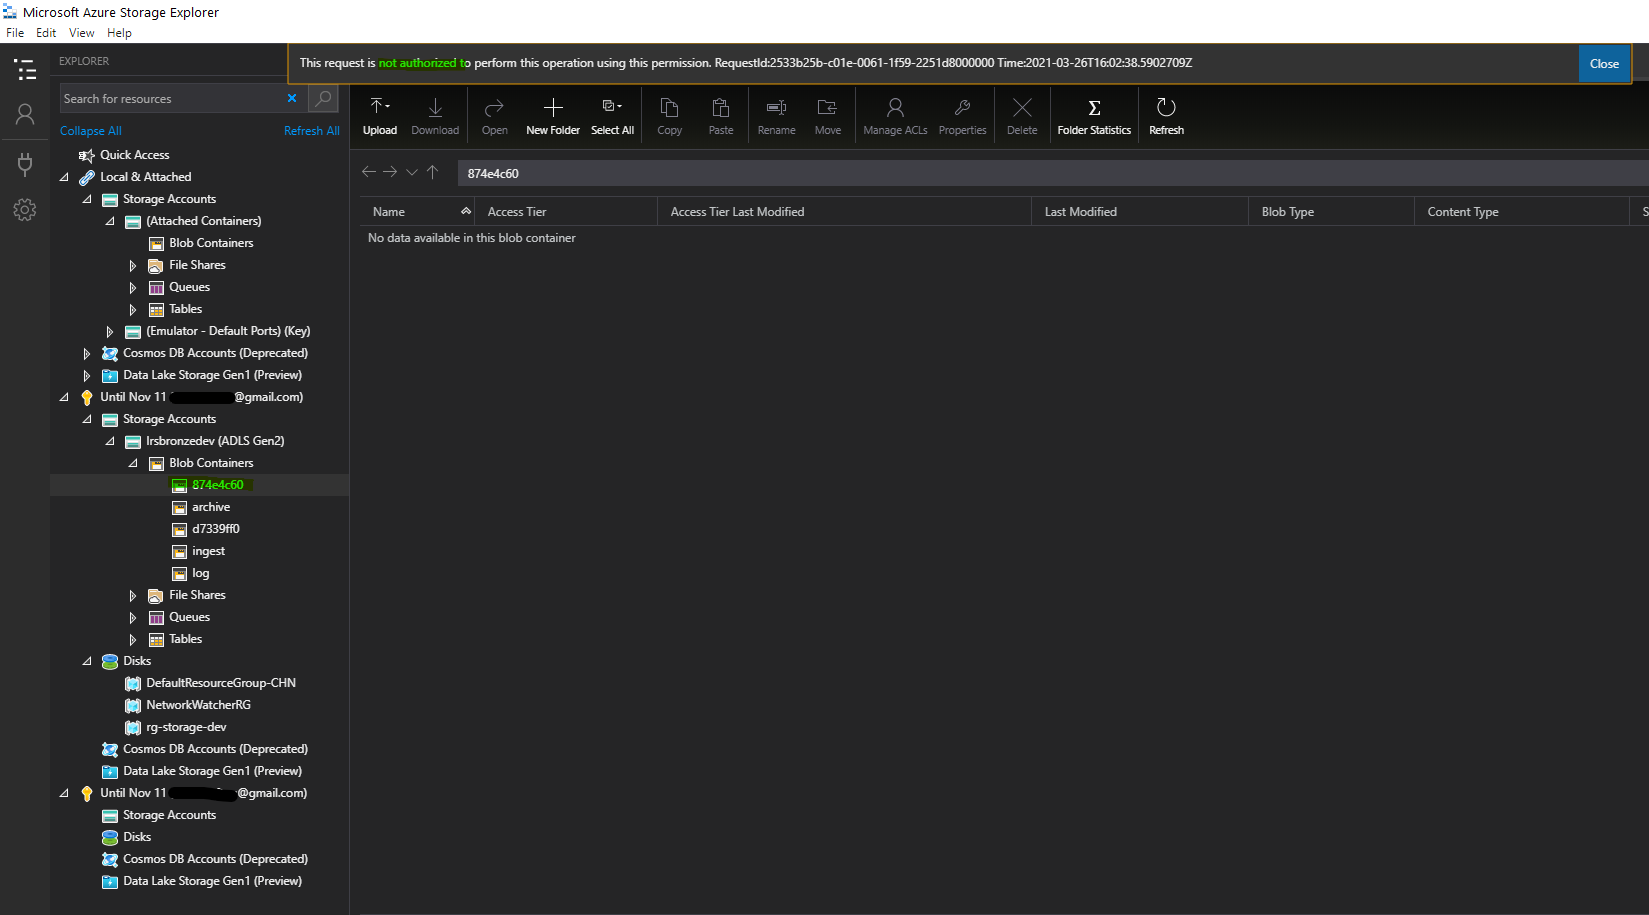 Microsoft Azure Storage Explorer
File Edit View Help
EXPLORER
This request is not authorized to perform this operation using this permission. RequestId:2533b25b-c01e-0061-1f59-2251d8000000 Time:2021-03-26T16:02:38.5902709Z
Close
Search for resources
Collapse All Refresh All
Upload Download Open New Folder Select All Copy Paste Rename Move Manage ACLs Properties Delete Folder Statistics Refresh
874e4c60
Name Access Tier Access Tier Last Modified Last Modified Blob Type Content Type S
No data available in this blob container
Quick Access
Local & Attached
Storage Accounts
(Attached Containers)
Blob Containers
File Shares
Queues
Tables
(Emulator - Default Ports) (Key)
Cosmos DB Accounts (Deprecated)
Data Lake Storage Gen1 (Preview)
Until Nov 11 @gmail.com)
Storage Accounts
lrsbronzedev (ADLS Gen2)
Blob Containers
874e4c60
archive
d7339ff0
ingest
log
File Shares
Queues
Tables
Disks
DefaultResourceGroup-CHN
NetworkWatcherRG
rg-storage-dev
Cosmos DB Accounts (Deprecated)
Data Lake Storage Gen1 (Preview)
Until Nov 11 @gmail.com)
Storage Accounts
Disks
Cosmos DB Accounts (Deprecated)
Data Lake Storage Gen1 (Preview)